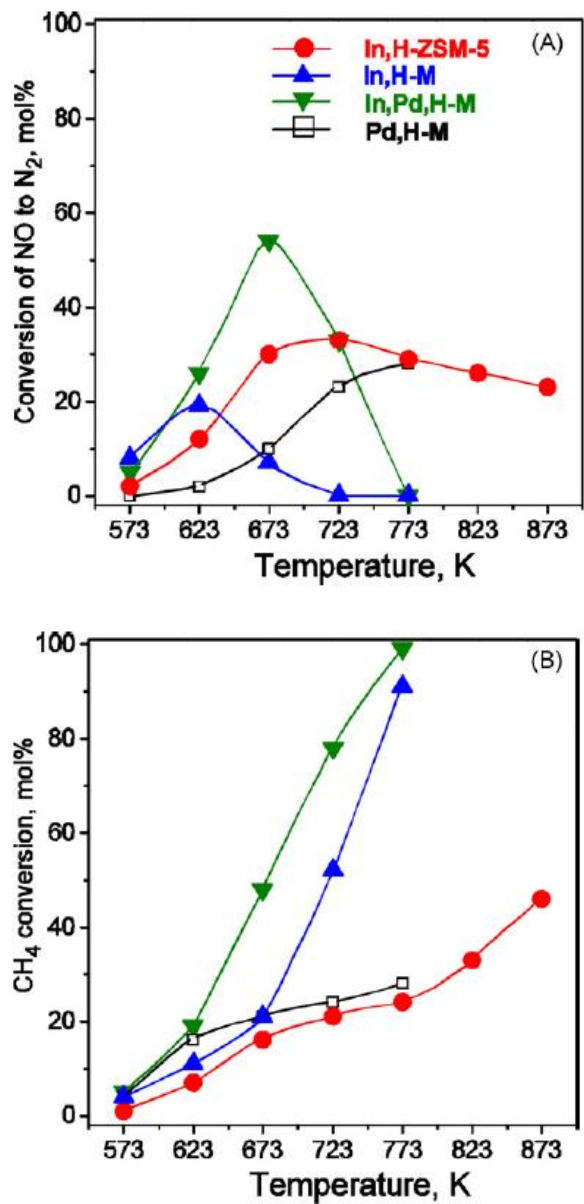 100
(A)
In,H-ZSM-5
In,H-M
In,Pd,H-M
Pd,H-M
80
60
40
20
0
Conversion of NO to N₂, mol%
573 623 673 723 773 823 873
Temperature, K
100
(B)
80
60
40
20
0
CH₄ conversion, mol%
573 623 673 723 773 823 873
Temperature, K